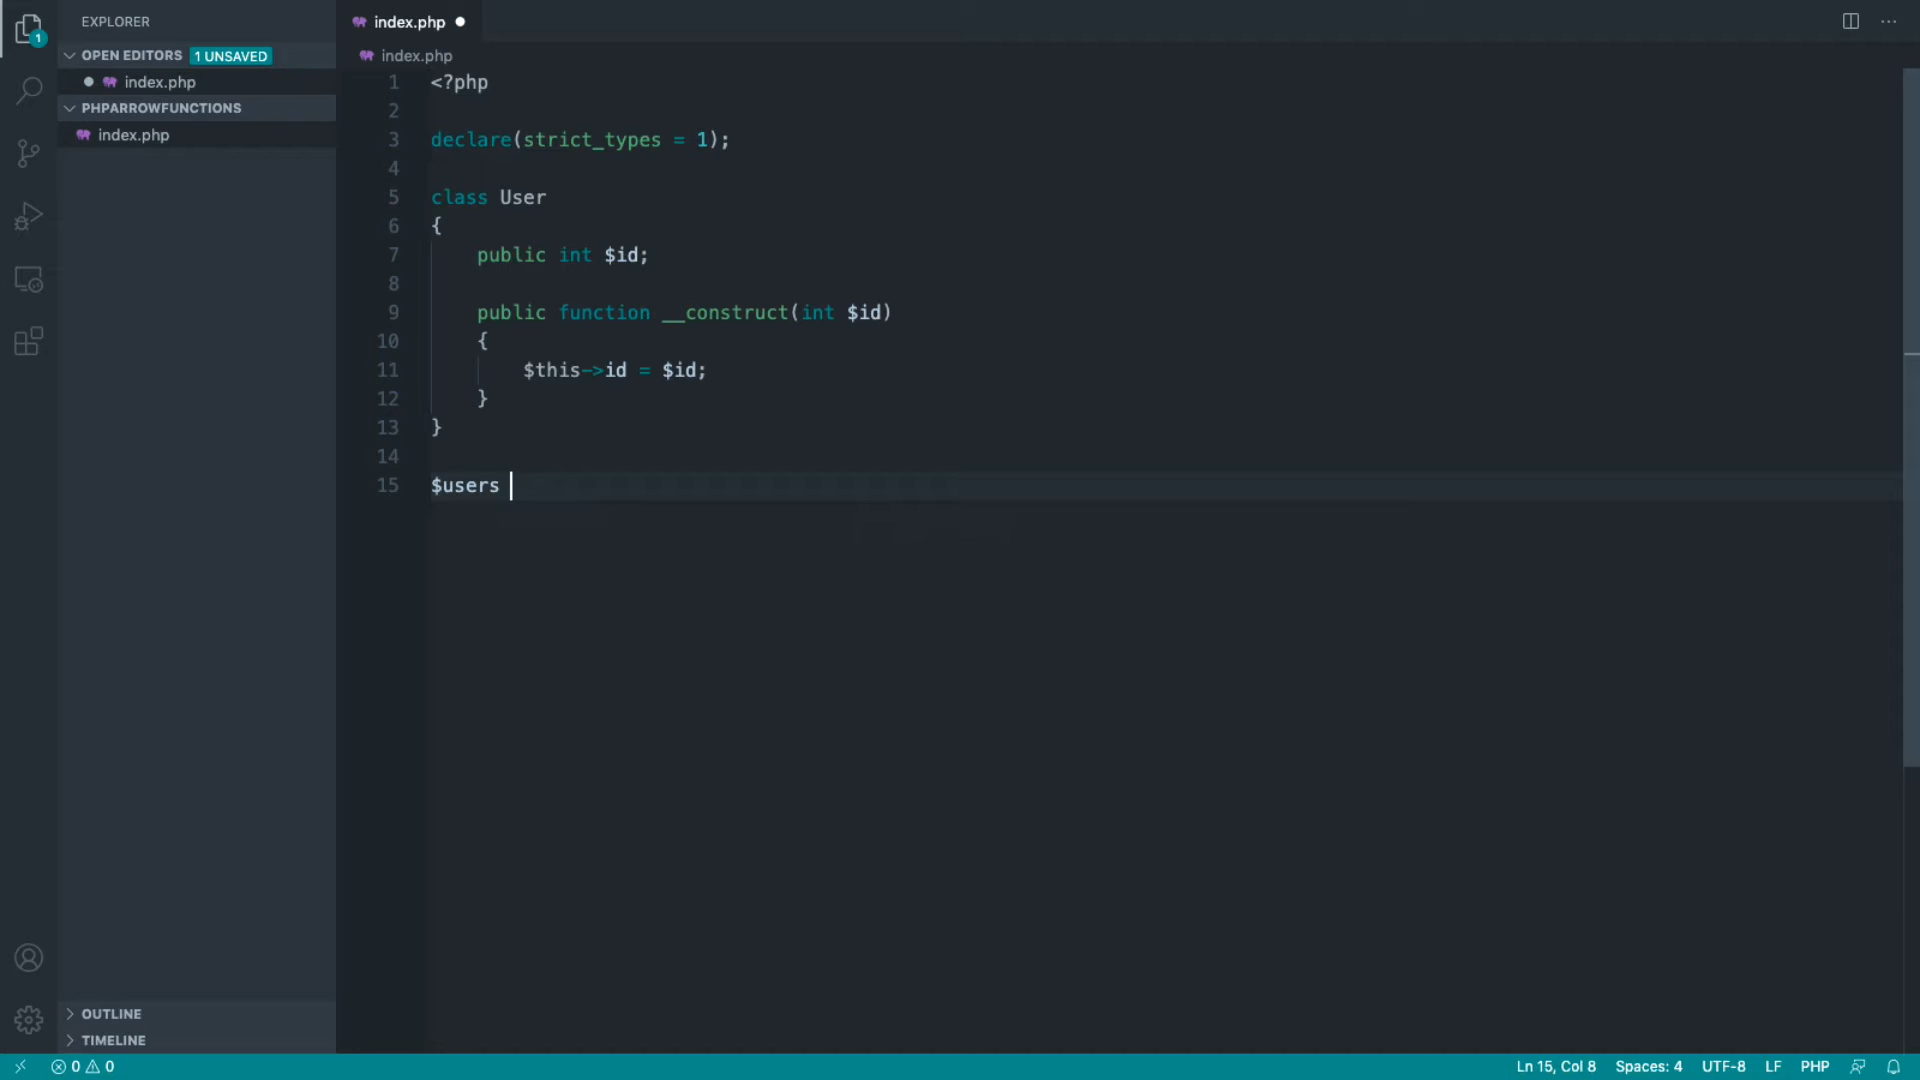 EXPLORER
OPEN EDITORS 1 UNSAVED
index.php
PHPARROWFUNCTIONS
index.php
OUTLINE
TIMELINE
1
index.php
index.php
1 <?php
2
3 declare(strict_types = 1);
4
5 class User
6 {
7     public int $id;
8
9     public function __construct(int $id)
10     {
11         $this->id = $id;
12     }
13 }
14
15 $users
0 0
Ln 15, Col 8 Spaces: 4 UTF-8 LF PHP